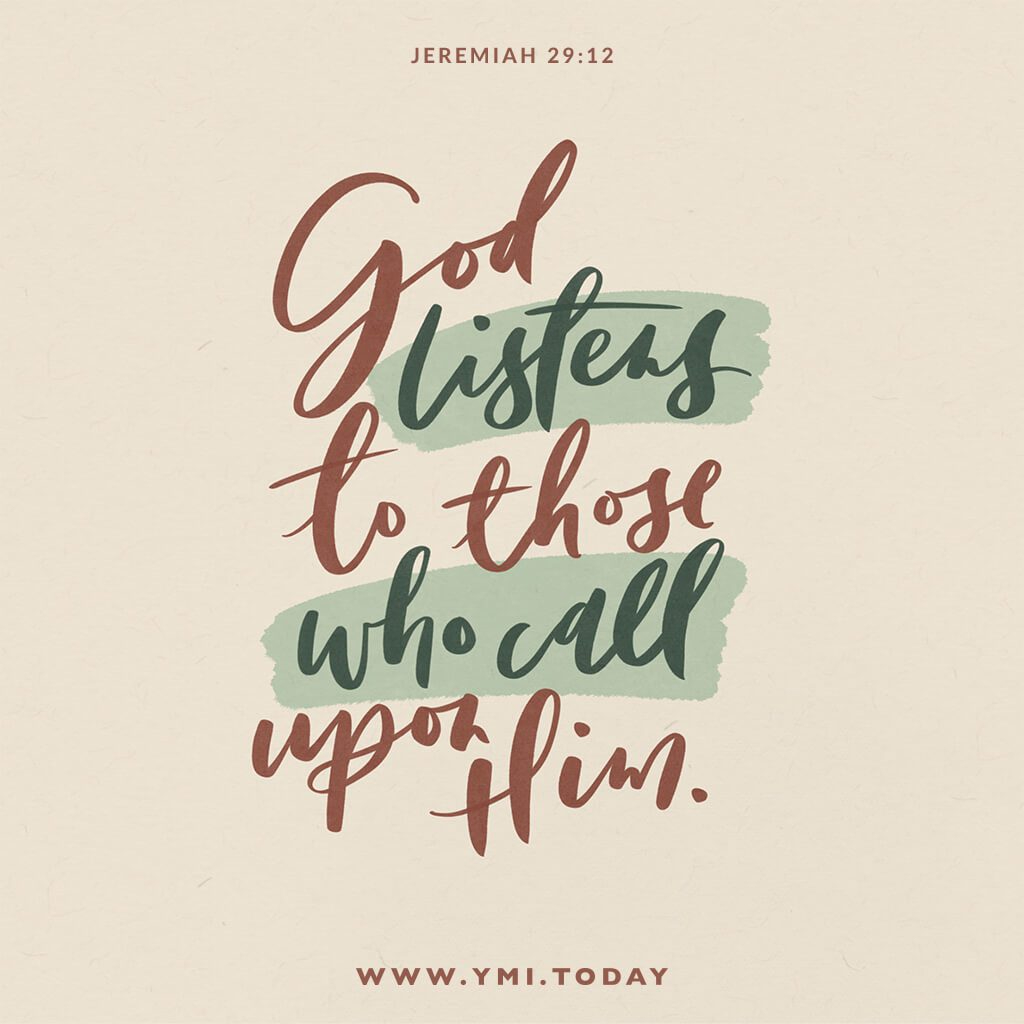 JEREMIAH 29:12
God
listens
to those
who call
upon
Him.
WWW.YMI.TODAY